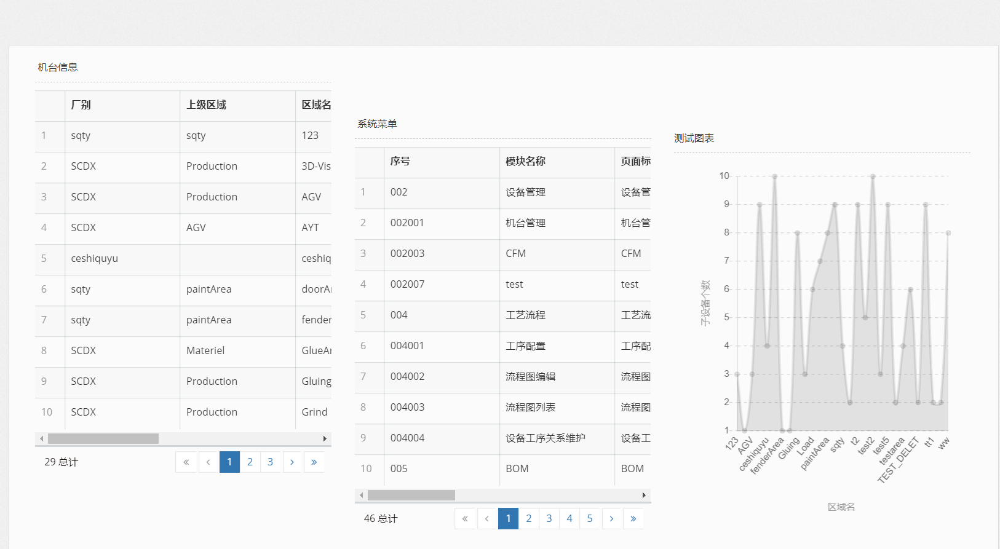 机台信息
厂别 上级区域 区域名
1 sqty sqty 123
2 SCDX Production 3D-Vis
3 SCDX Production AGV
4 SCDX AGV AYT
5 ceshiquyu ceshiq
6 sqty paintArea doorA
7 sqty paintArea fender
8 SCDX Materiel GlueA
9 SCDX Production Gluing
10 SCDX Production Grind
29 总计 « ‹ 1 2 3 › »
系统菜单
序号 模块名称 页面标
1 002 设备管理 设备管
2 002001 机台管理 机台管
3 002003 CFM CFM
4 002007 test test
5 004 工艺流程 工艺流
6 004001 工序配置 工序配
7 004002 流程图编辑 流程图
8 004003 流程图列表 流程图
9 004004 设备工序关系维护 设备工
10 005 BOM BOM
46 总计 « ‹ 1 2 3 4 5 › »
测试图表
10
9
8
7
6
5
4
3
2
1
子设备个数
123 AGV ceshiquyu fenderArea Gluing Load paintArea sqty t2 test2 test5 testarea TEST_DELET tt1 ww
区域名